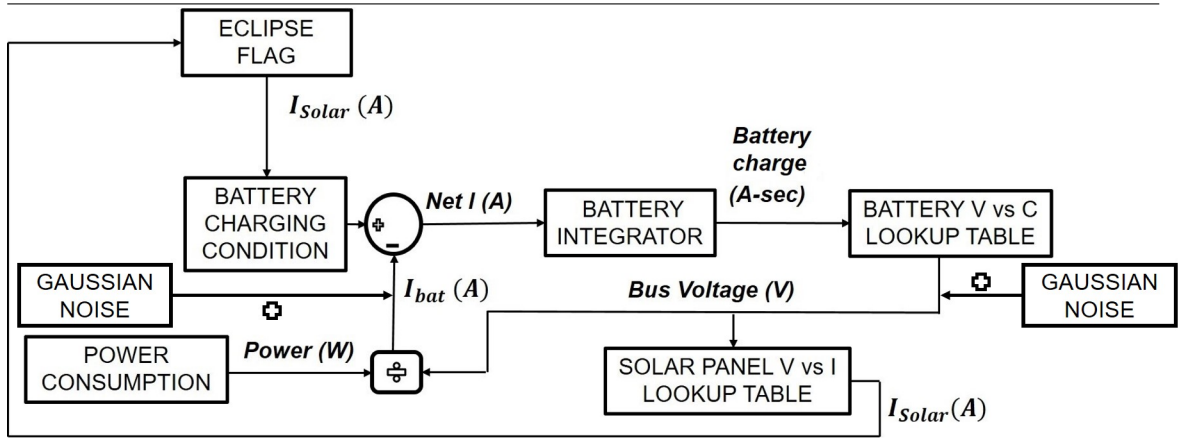 ECLIPSE
FLAG
I_Solar (A)
Battery
charge
(A-sec)
BATTERY
CHARGING
CONDITION
+
−
Net I (A)
BATTERY
INTEGRATOR
BATTERY V vs C
LOOKUP TABLE
GAUSSIAN
NOISE
I_bat (A)
Bus Voltage (V)
GAUSSIAN
NOISE
POWER
CONSUMPTION
Power (W)
÷
SOLAR PANEL V vs I
LOOKUP TABLE
I_Solar(A)